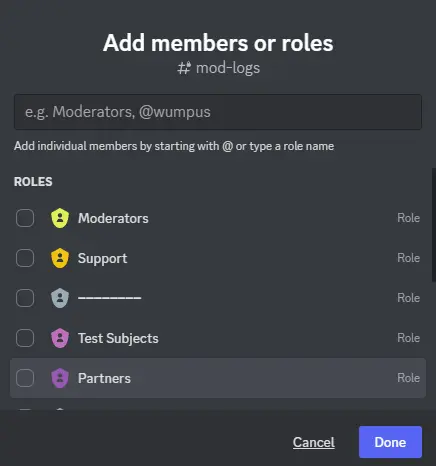 Add members or roles
# mod-logs
e.g. Moderators, @wumpus
Add individual members by starting with @ or type a role name
ROLES
Moderators Role
Support Role
–––––––– Role
Test Subjects Role
Partners Role
Cancel Done